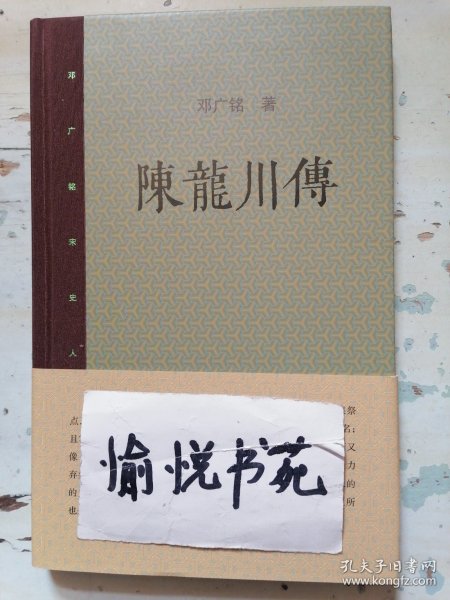 邓广铭 著
陳龍川傳
邓广铭宋史人
点
且
像
弃
的
也
祭
名；
又
力
的
所
愉悦书苑
孔夫子旧书网
www.kongfz.com